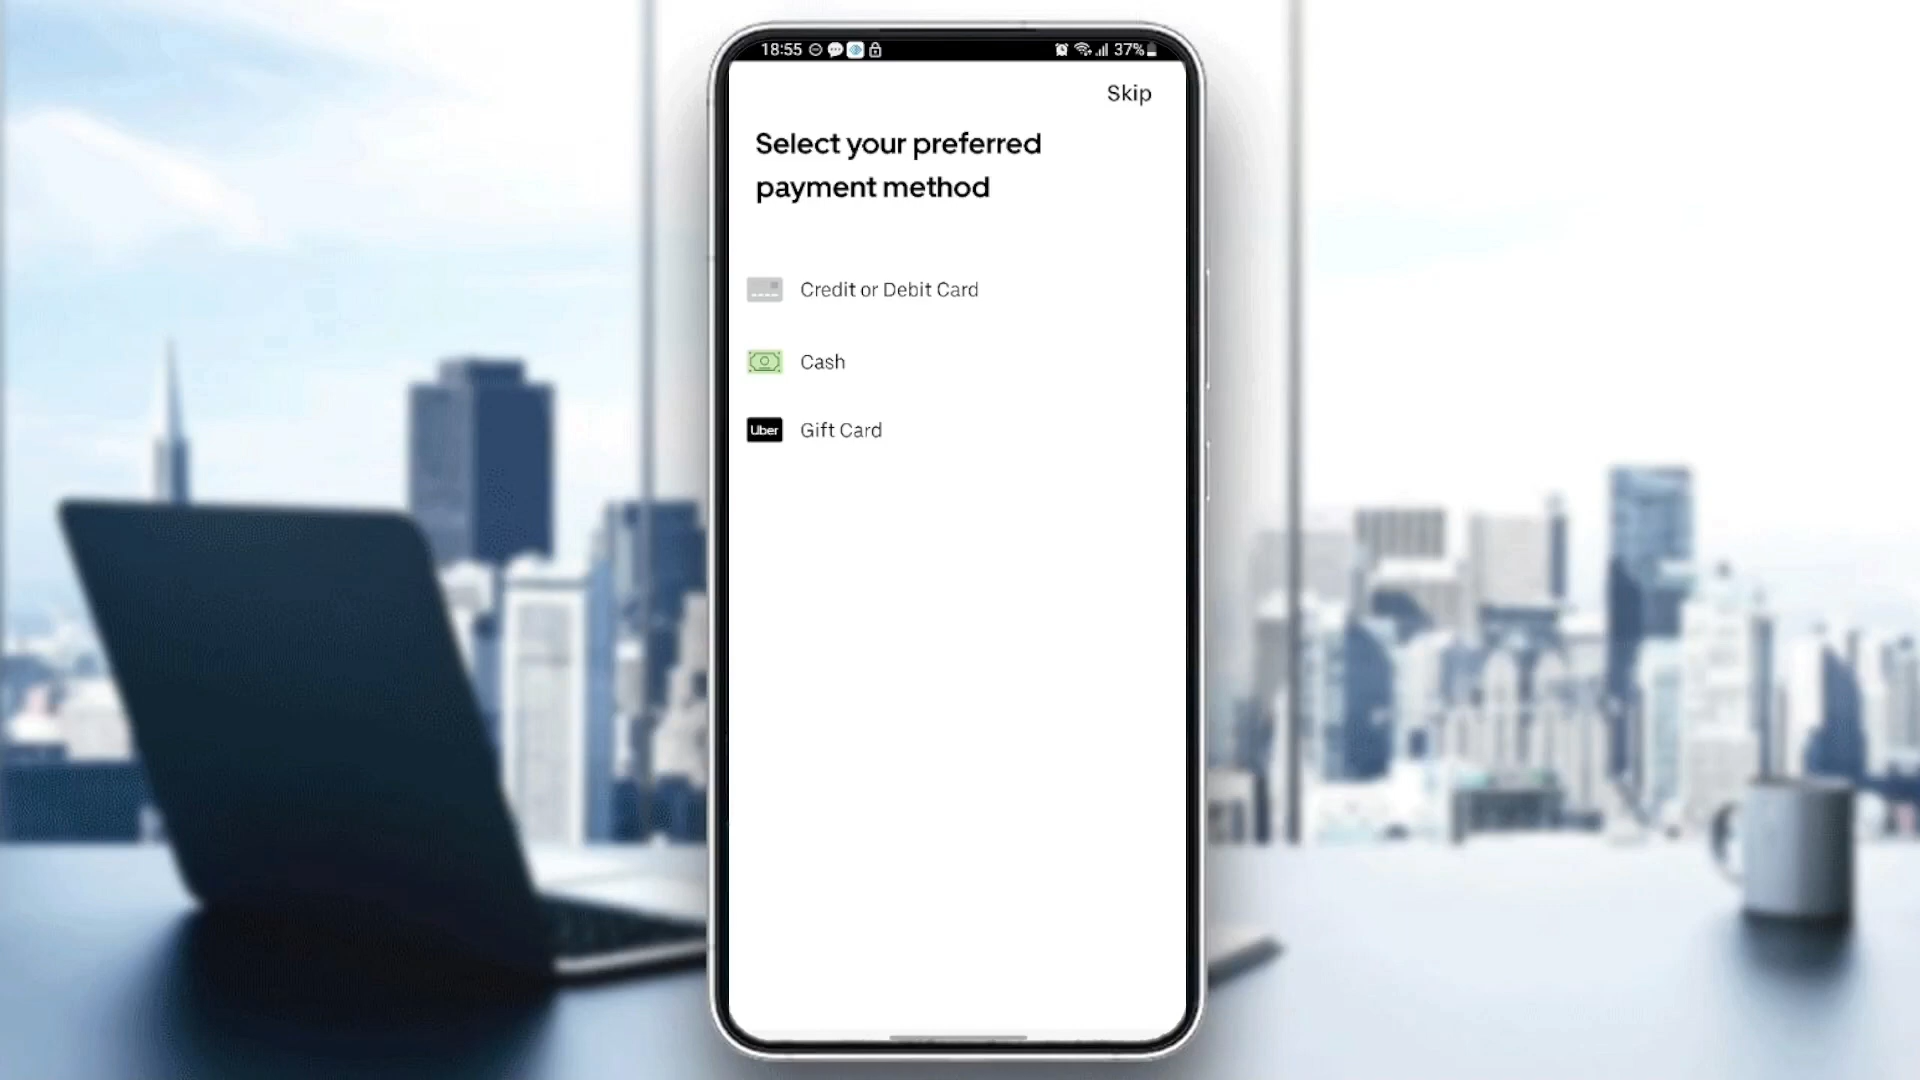 18:55 37%
Skip
Select your preferred
payment method
Credit or Debit Card
Cash
Uber Gift Card